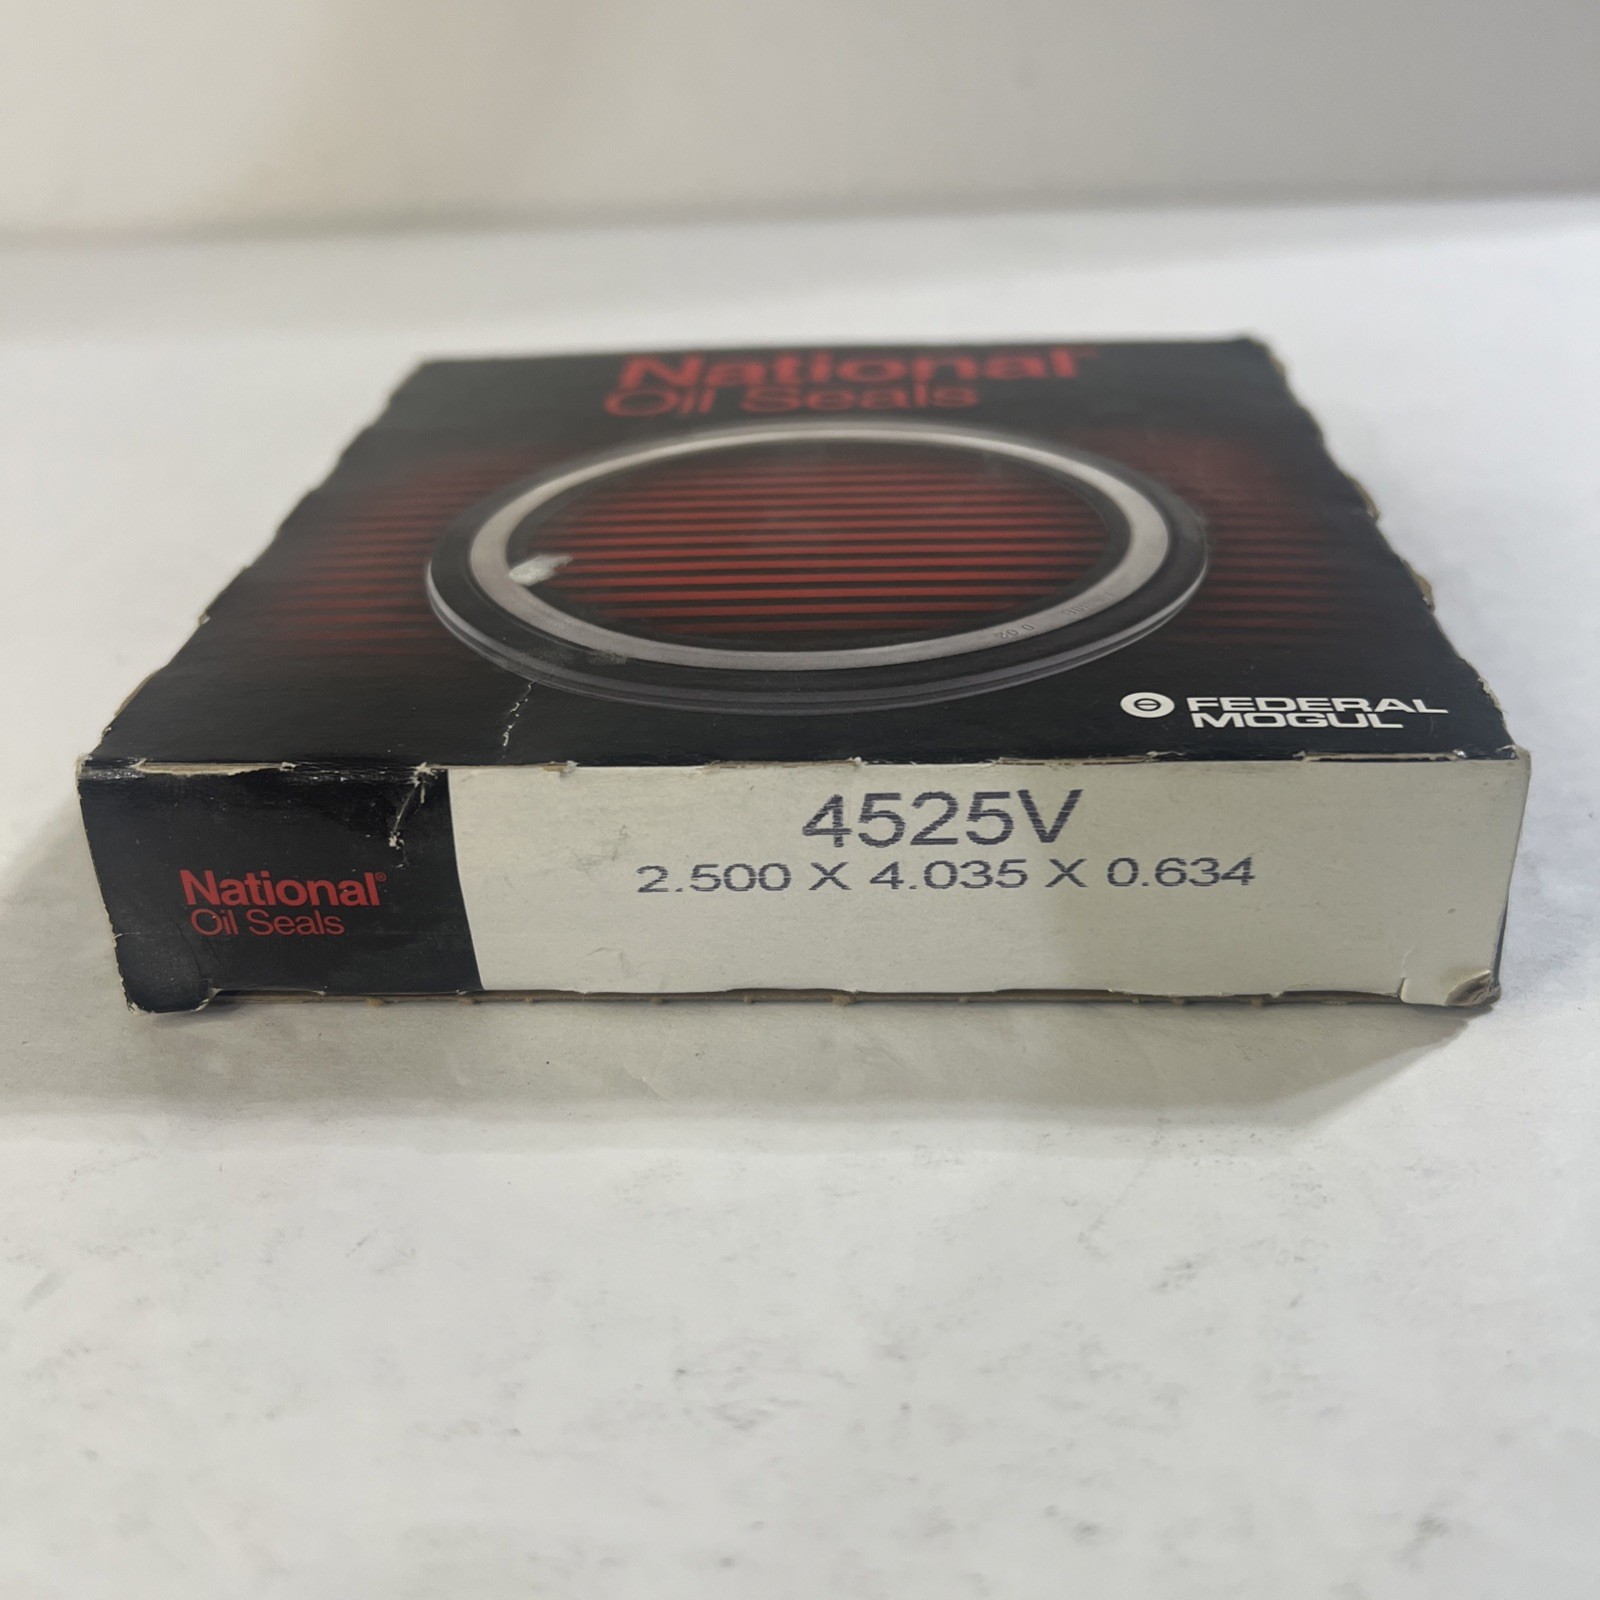 National
Oil Seals
FEDERAL
MOGUL
4525V
2.500 X 4.035 X 0.634
National®
Oil Seals